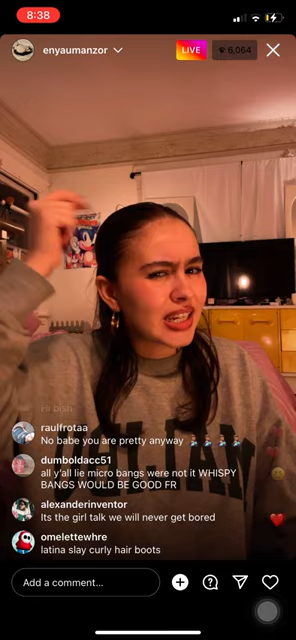 8:38
enyaumanzor
LIVE
6,064
Hi bish
raulfrotaa
No babe you are pretty anyway
dumboldacc51
all y'all lie micro bangs were not it WHISPY
BANGS WOULD BE GOOD FR
alexanderinventor
Its the girl talk we will never get bored
omelettewhre
latina slay curly hair boots
Add a comment...